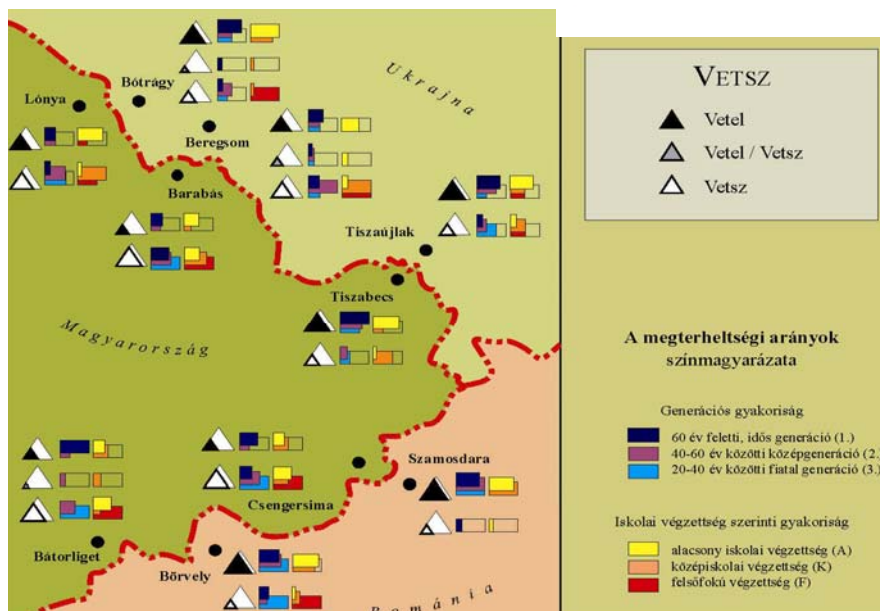 Ukrajna
Lónya
Bótrágy
Beregsom
Barabás
Tiszaújlak
Tiszabecs
Magyarország
Szamosdara
Csengersima
Bátorliget
Börvely
Románia
VETSZ
Vetel
Vetel / Vetsz
Vetsz
A megterheltségi arányok
színmagyarázata
Generációs gyakoriság
60 év feletti, idős generáció (1.)
40-60 év közötti középgeneráció (2.)
20-40 év közötti fiatal generáció (3.)
Iskolai végzettség szerinti gyakoriság
alacsony iskolai végzettség (A)
középiskolai végzettség (K)
felsőfokú végzettség (F)